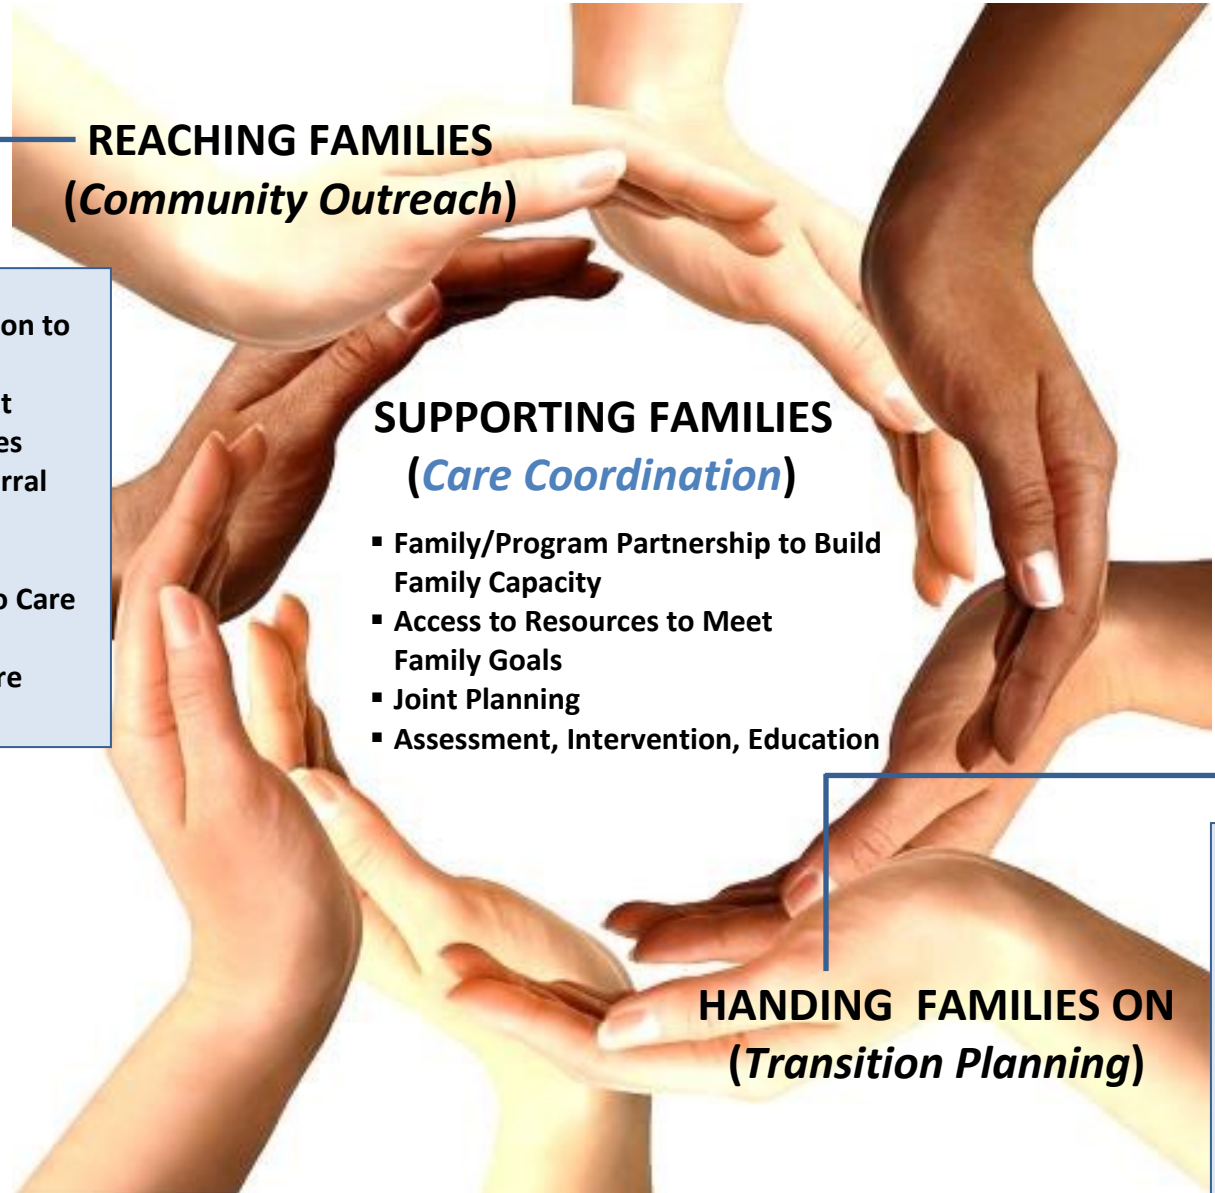 REACHING FAMILIES
(Community Outreach)
on to
t
es
rral
o Care
re
SUPPORTING FAMILIES
(Care Coordination)
▪ Family/Program Partnership to Build
Family Capacity
▪ Access to Resources to Meet
Family Goals
▪ Joint Planning
▪ Assessment, Intervention, Education
HANDING  FAMILIES ON
(Transition Planning)